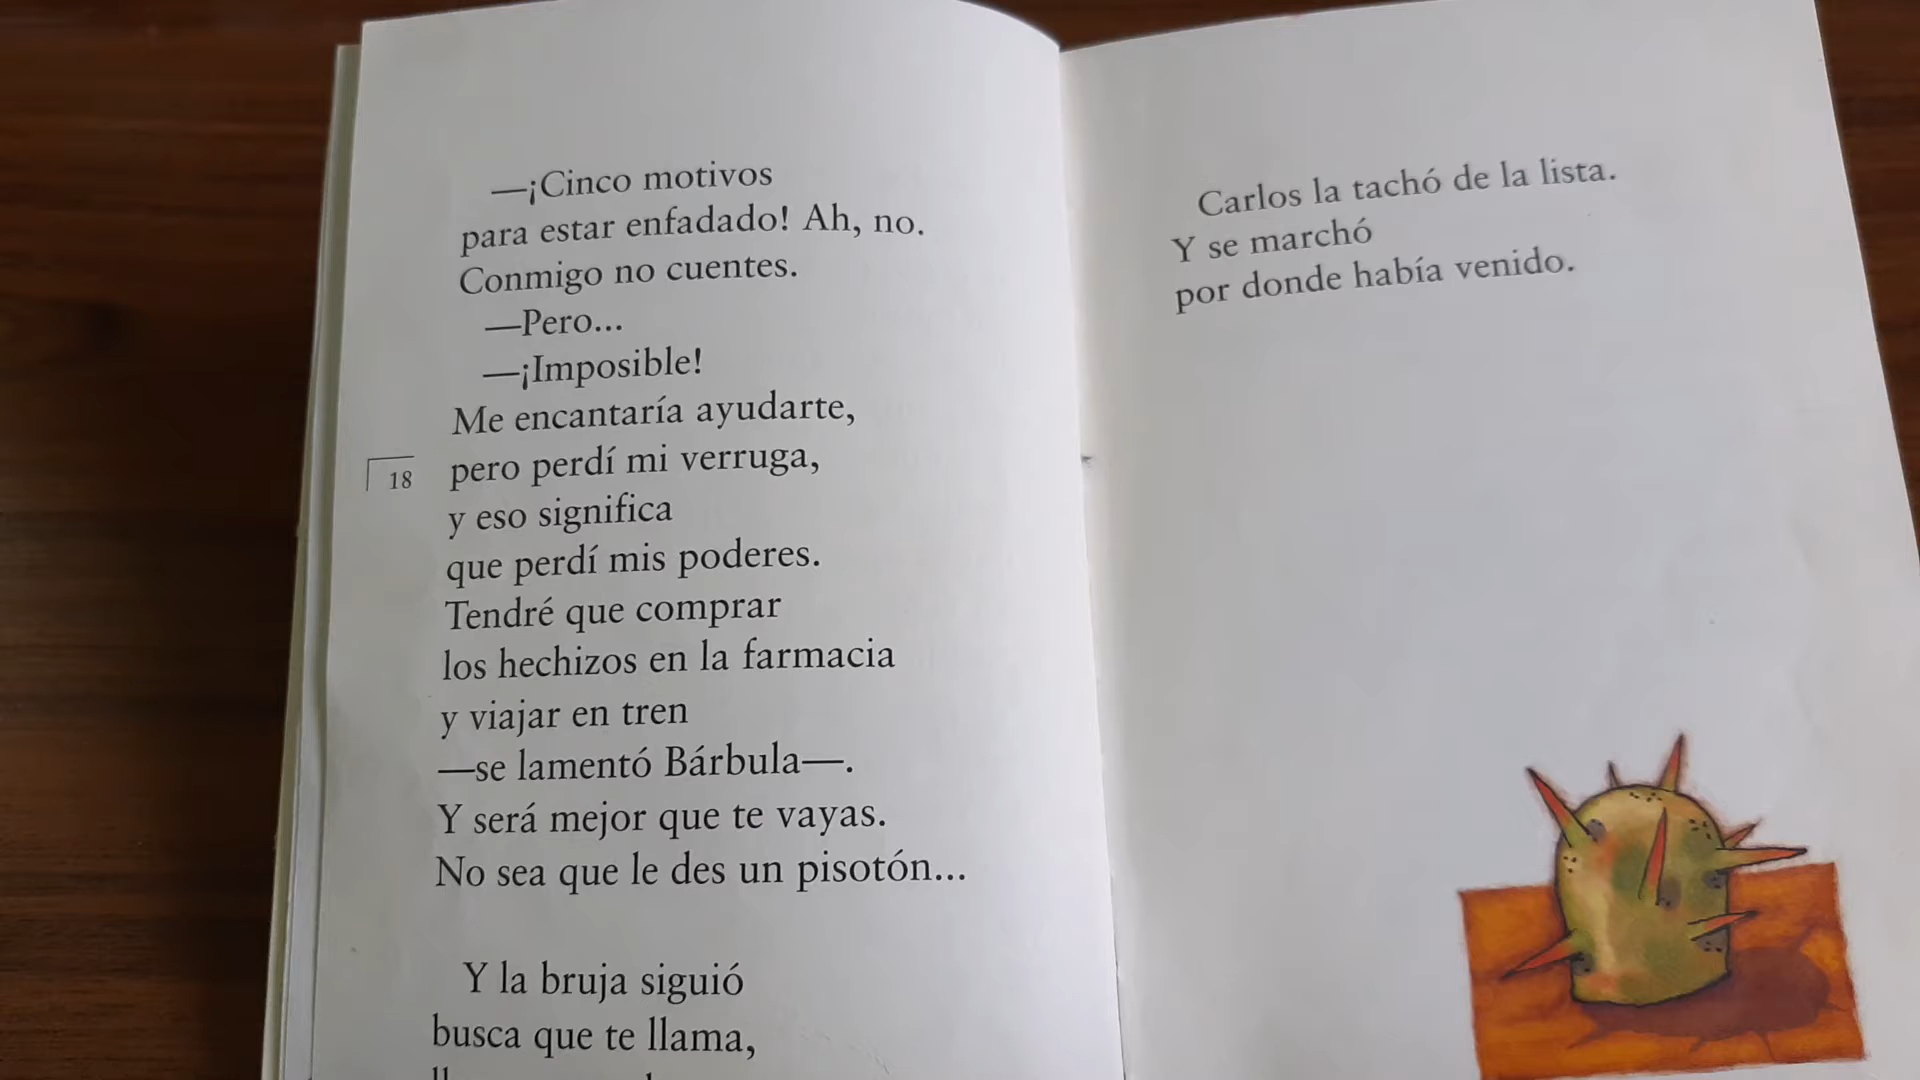 —¡Cinco motivos
para estar enfadado! Ah, no.
Conmigo no cuentes.
—Pero...
—¡Imposible!
Me encantaría ayudarte,
18 pero perdí mi verruga,
y eso significa
que perdí mis poderes.
Tendré que comprar
los hechizos en la farmacia
y viajar en tren
—se lamentó Bárbula—.
Y será mejor que te vayas.
No sea que le des un pisotón...
Y la bruja siguió
busca que te llama,
Carlos la tachó de la lista.
Y se marchó
por donde había venido.